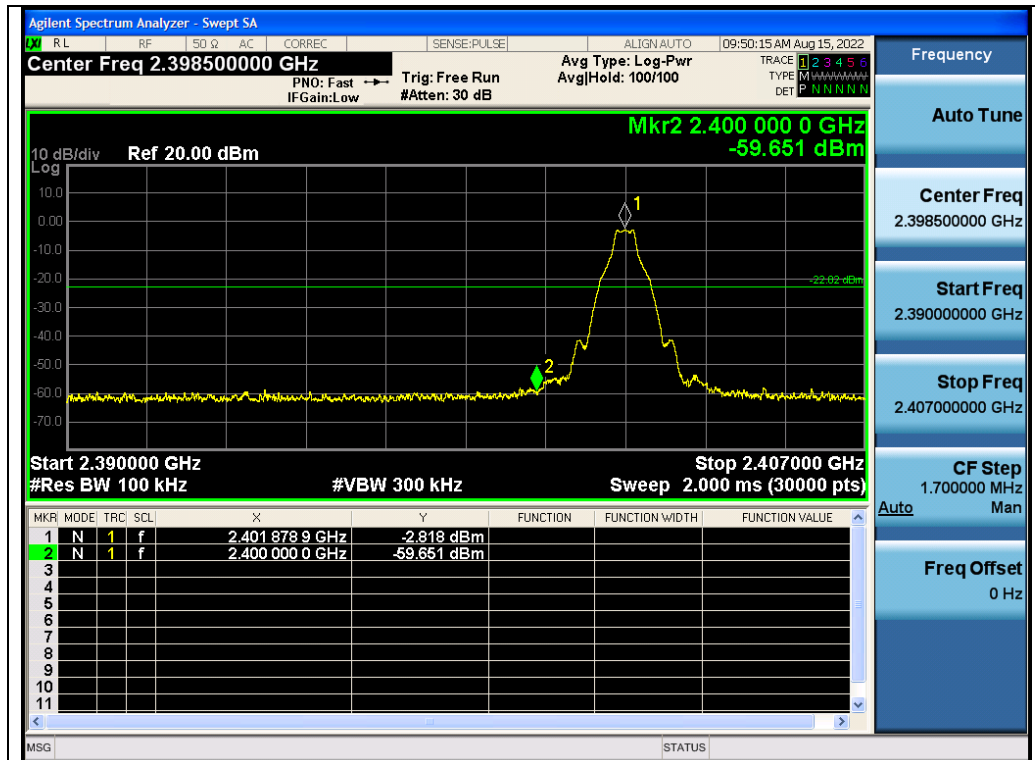 Agilent Spectrum Analyzer - Swept SA
LXI RL RF 50 Ω AC CORREC SENSE:PULSE ALIGN AUTO 09:50:15 AM Aug 15, 2022
Center Freq 2.398500000 GHz
PNO: Fast
IFGain:Low
Trig: Free Run
#Atten: 30 dB
Avg Type: Log-Pwr
Avg|Hold: 100/100
TRACE 1 2 3 4 5 6
TYPE M WWWWW
DET P N N N N N
Mkr2 2.400 000 0 GHz
-59.651 dBm
10 dB/div Ref 20.00 dBm
Log
10.0
0.00
-10.0
-20.0
-30.0
-40.0
-50.0
-60.0
-70.0
1
-22.02 dBm
2
Start 2.390000 GHz Stop 2.407000 GHz
#Res BW 100 kHz #VBW 300 kHz Sweep 2.000 ms (30000 pts)
MKR MODE TRC SCL X Y FUNCTION FUNCTION WIDTH FUNCTION VALUE
1 N 1 f 2.401 878 9 GHz -2.818 dBm
2 N 1 f 2.400 000 0 GHz -59.651 dBm
3
4
5
6
7
8
9
10
11
MSG STATUS
Frequency
Auto Tune
Center Freq
2.398500000 GHz
Start Freq
2.390000000 GHz
Stop Freq
2.407000000 GHz
CF Step
1.700000 MHz
Auto Man
Freq Offset
0 Hz